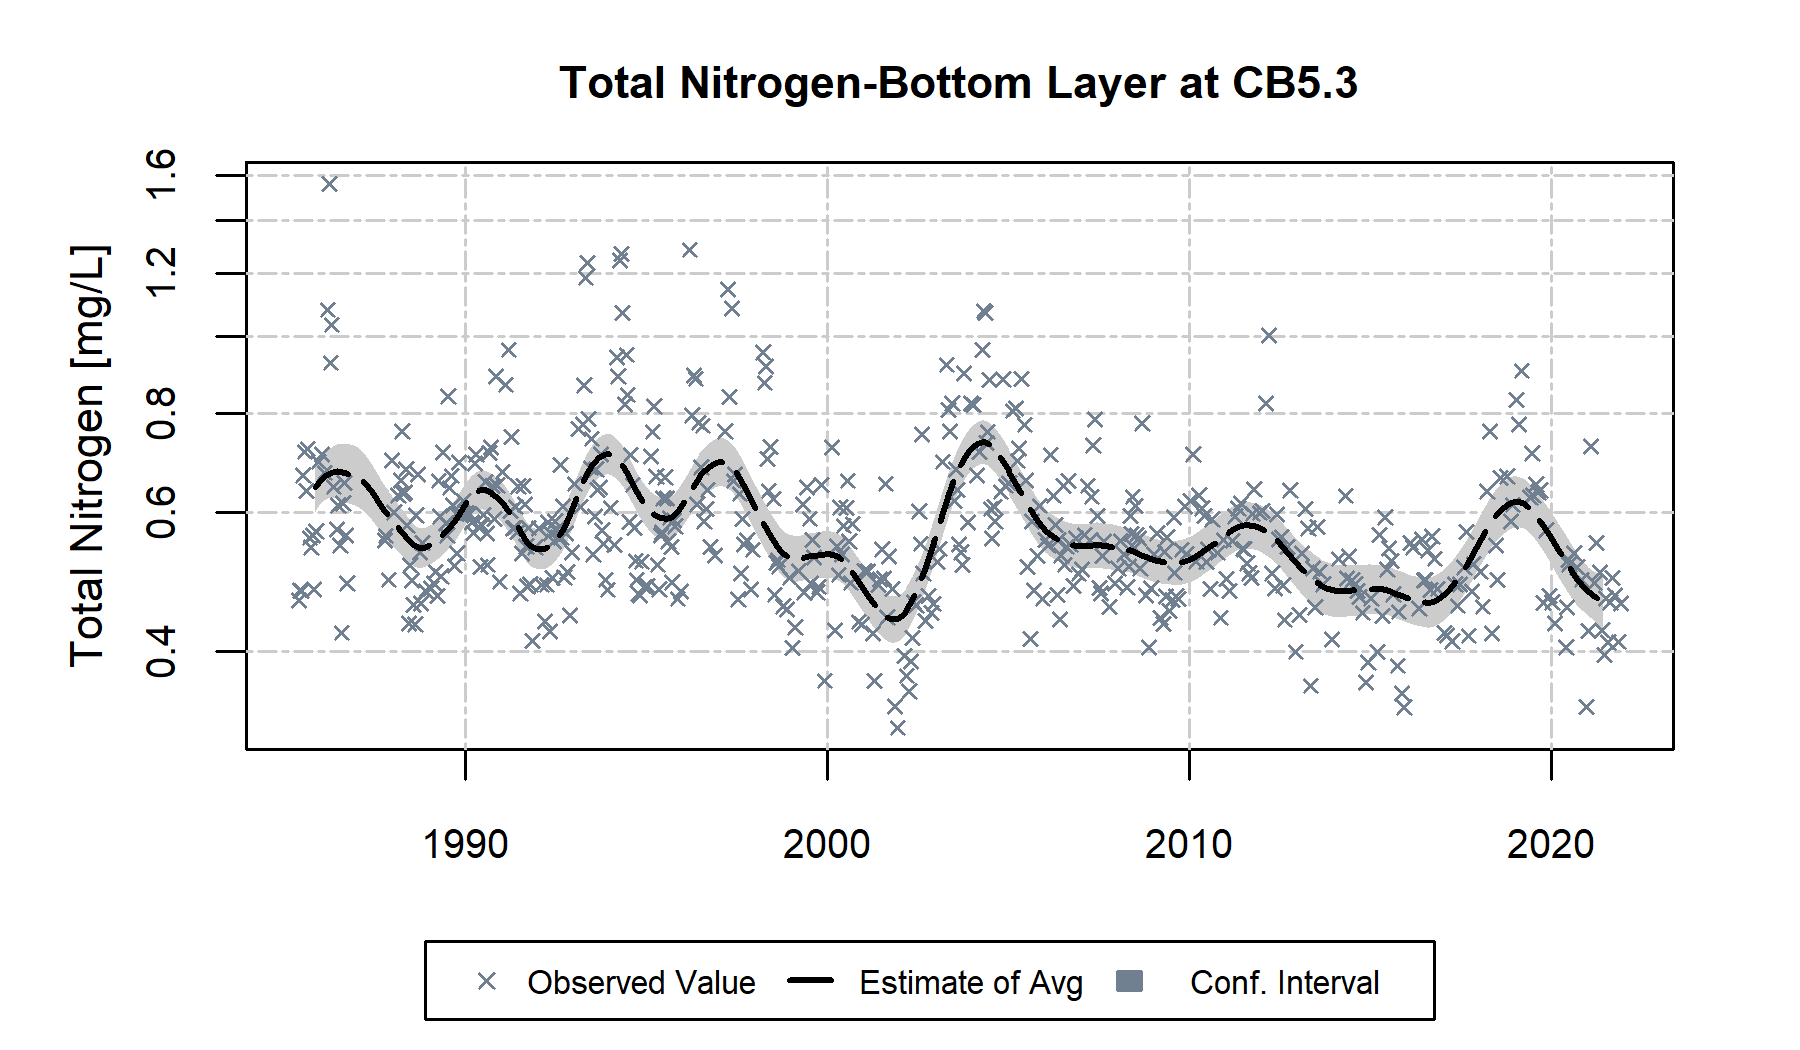 Total Nitrogen-Bottom Layer at CB5.3
Total Nitrogen [mg/L]
1.6
1.2
0.8
0.6
0.4
1990 2000 2010 2020
Observed Value Estimate of Avg Conf. Interval